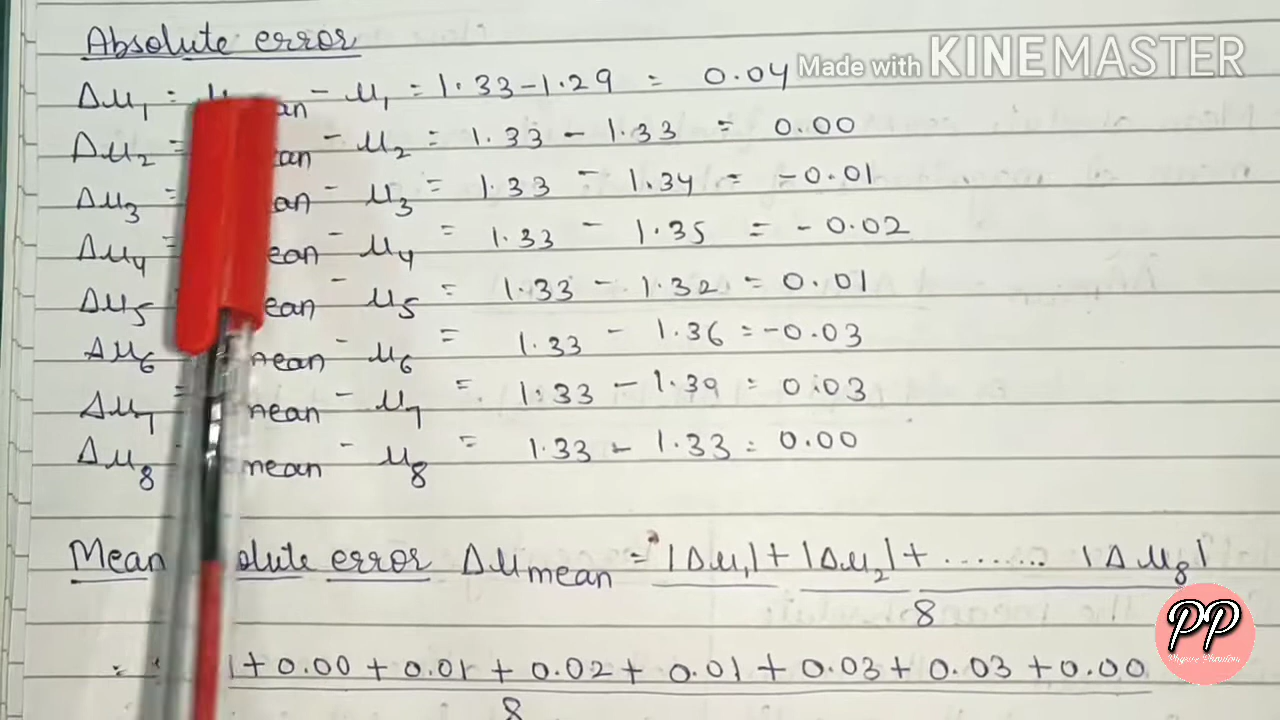 Absolute error
Made with KINEMASTER
Δμ₁ = an - μ₁ = 1.33-1.29 = 0.04
Δμ₂ = an - μ₂ = 1.33 - 1.33 = 0.00
Δμ₃ = an - μ₃ = 1.33 - 1.34 = -0.01
Δμ₄ = ean - μ₄ = 1.33 - 1.35 = -0.02
Δμ₅ ean - μ₅ = 1.33 - 1.32 = 0.01
Δμ₆ mean - μ₆ = 1.33 - 1.36 = -0.03
Δμ₇ = mean - μ₇ = 1.33 - 1.39 = 0.03
Δμ₈ mean - μ₈ = 1.33 - 1.33 = 0.00
Mean olute error Δμmean = |Δμ₁| + |Δμ₂| + ........ |Δμ₈|
8
PP
= + 0.00 + 0.01 + 0.02 + 0.01 + 0.03 + 0.03 + 0.00
8